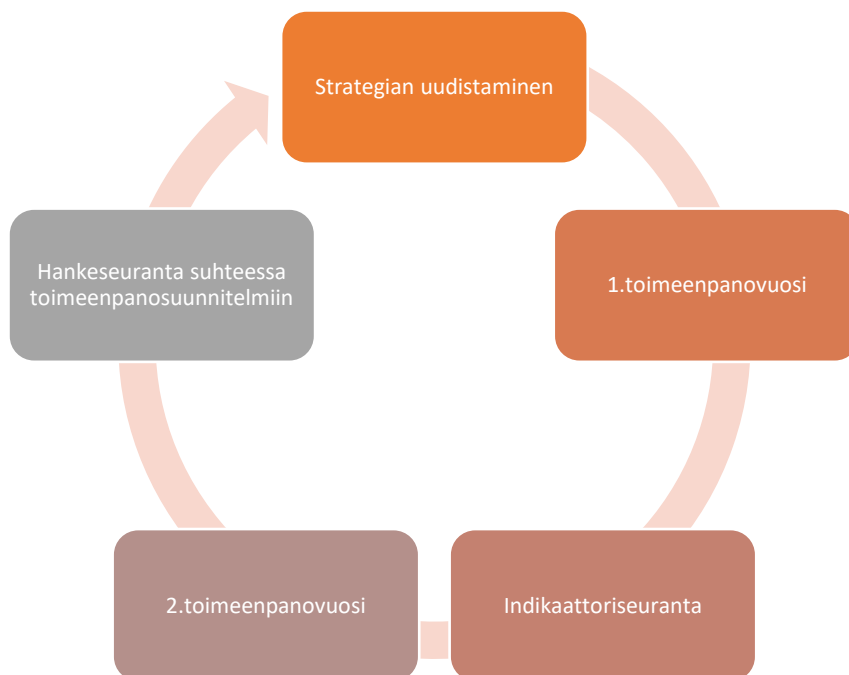 Strategian uudistaminen
1.toimeenpanovuosi
Indikaattoriseuranta
2.toimeenpanovuosi
Hankeseuranta suhteessa
toimeenpanosuunnitelmiin